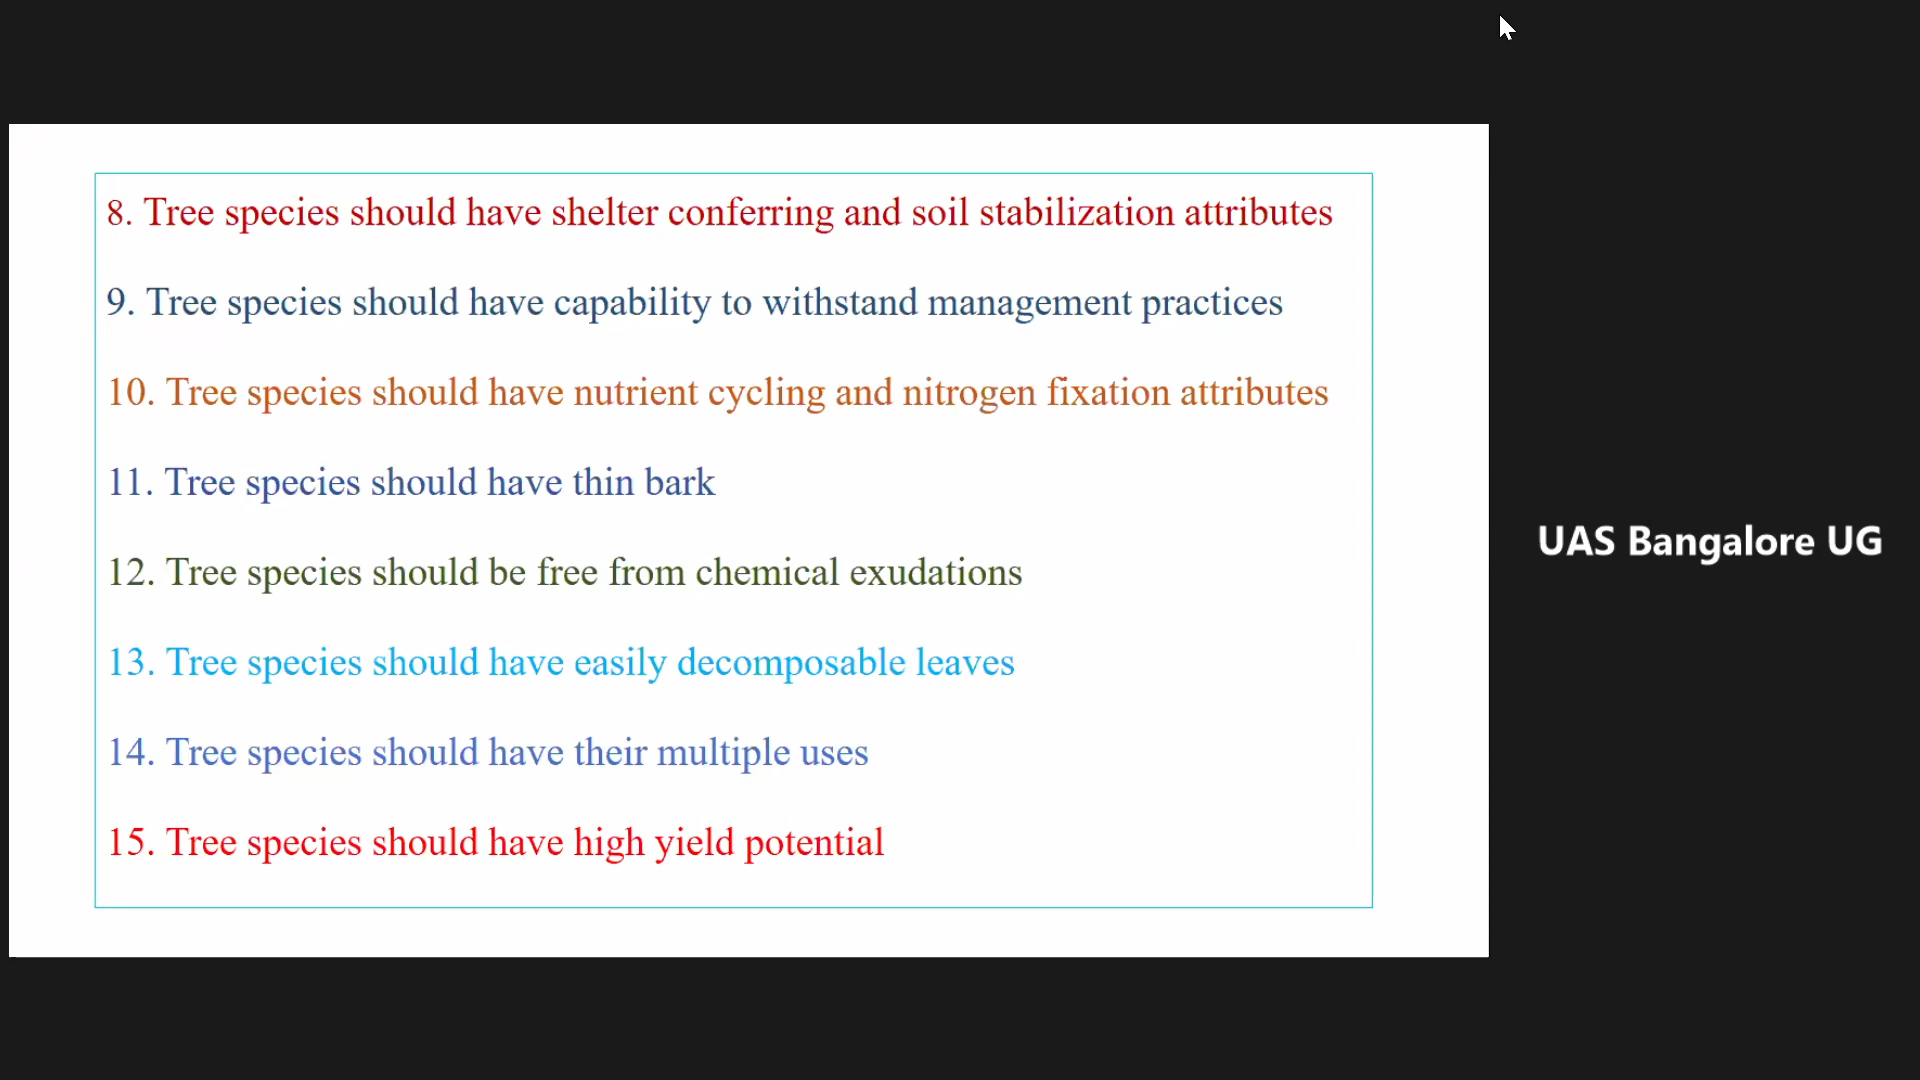 8. Tree species should have shelter conferring and soil stabilization attributes
9. Tree species should have capability to withstand management practices
10. Tree species should have nutrient cycling and nitrogen fixation attributes
11. Tree species should have thin bark
12. Tree species should be free from chemical exudations
13. Tree species should have easily decomposable leaves
14. Tree species should have their multiple uses
15. Tree species should have high yield potential
UAS Bangalore UG